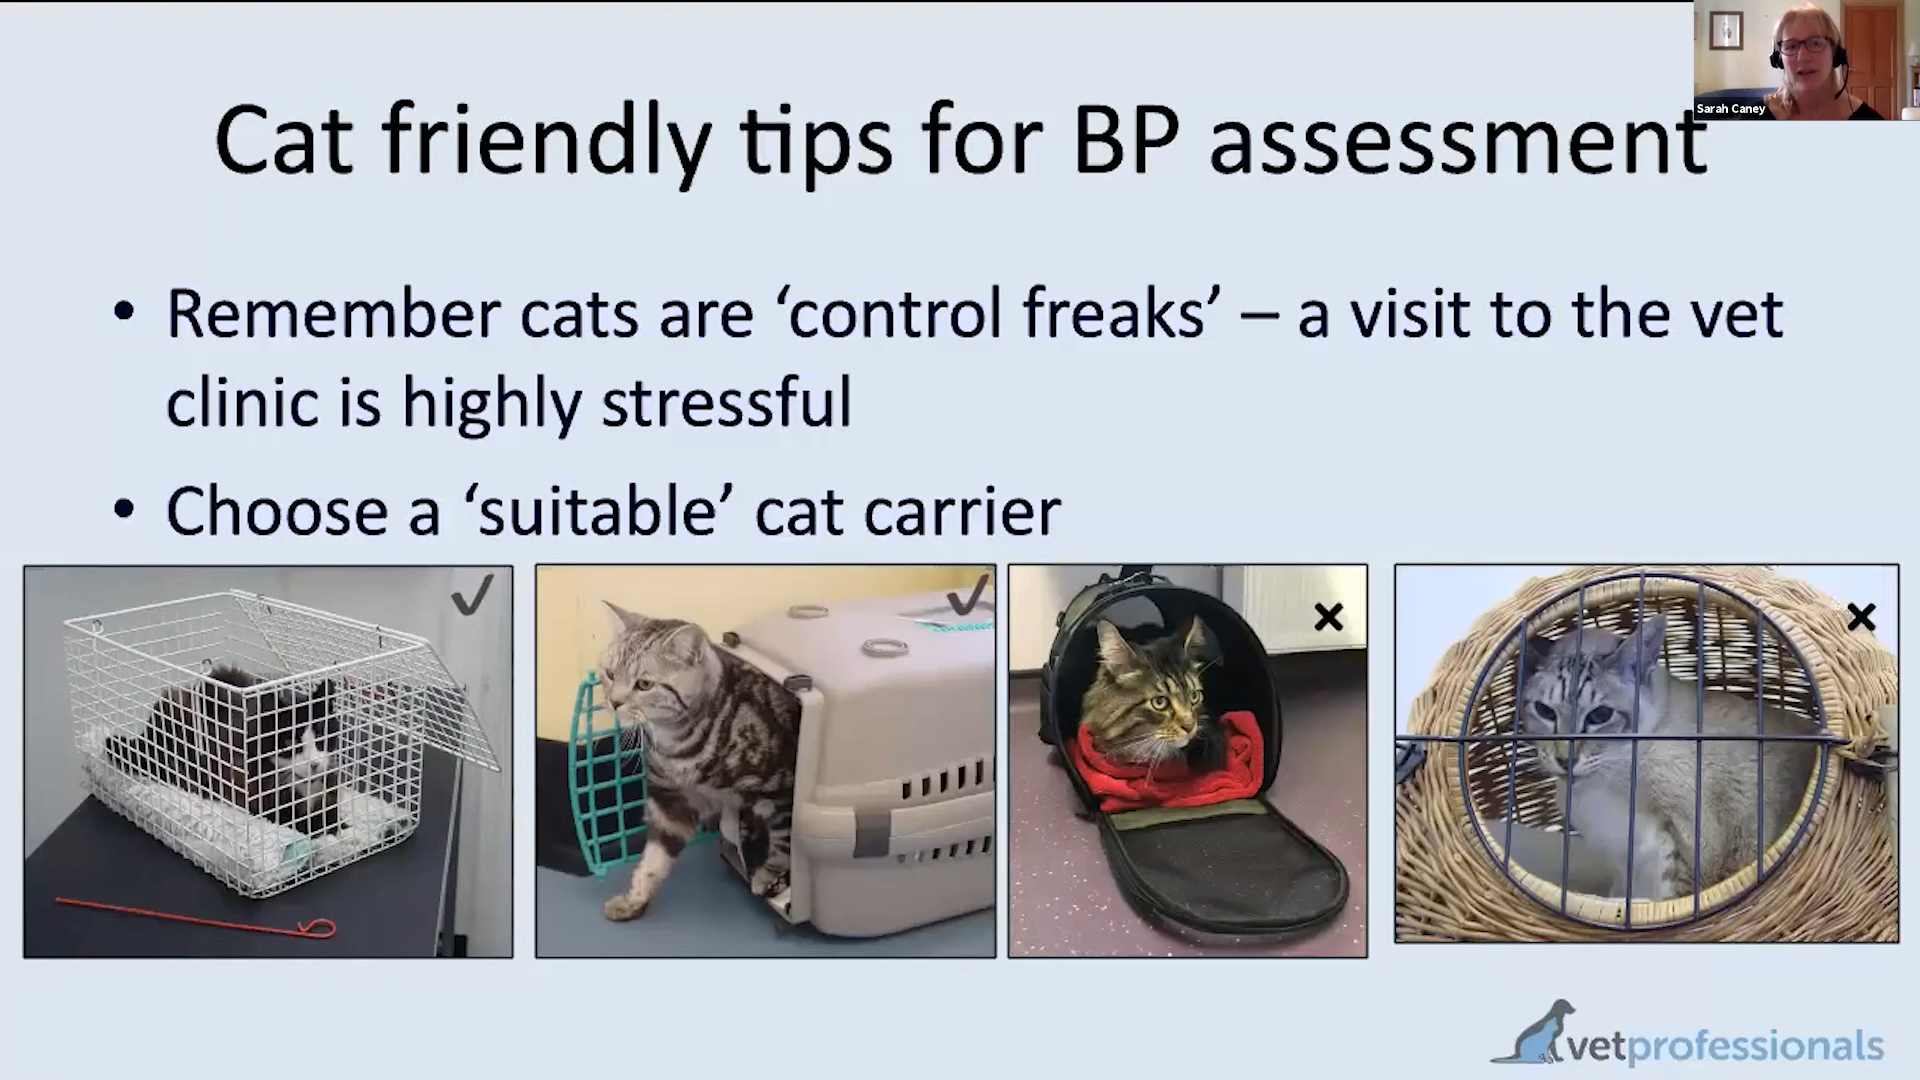 Sarah Caney
Cat friendly tips for BP assessment
• Remember cats are ‘control freaks’ – a visit to the vet
clinic is highly stressful
• Choose a ‘suitable’ cat carrier
vetprofessionals